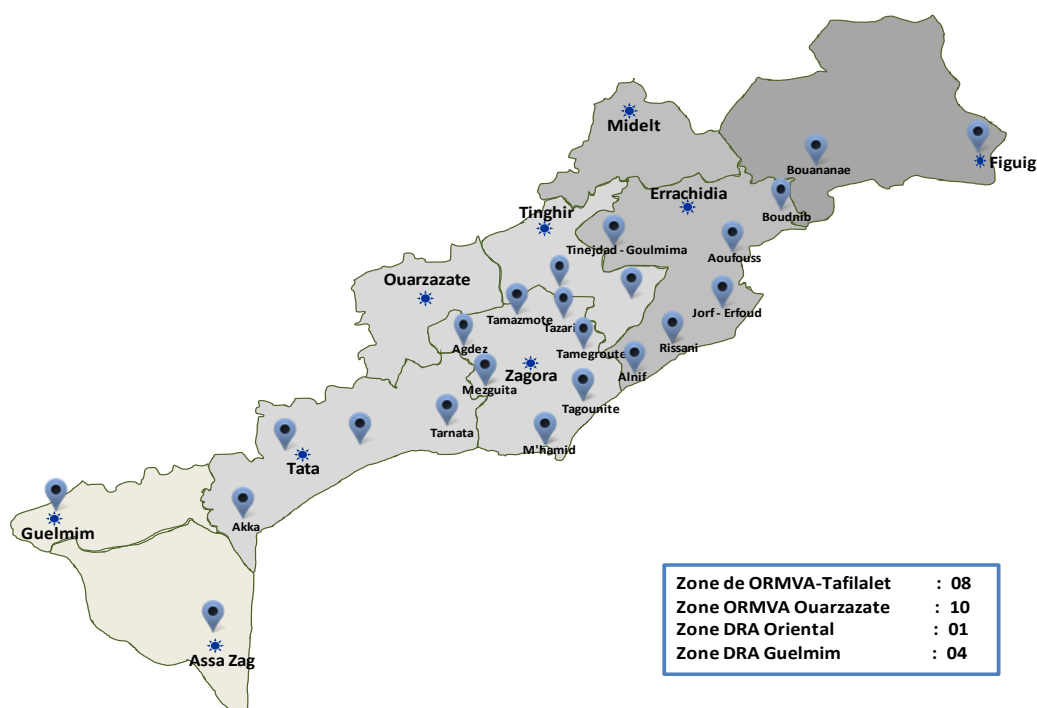 Midelt
Figuig
Bouananae
Errachidia
Boudnib
Tinghir
Tinejdad - Goulmima
Aoufouss
Ouarzazate
Jorf - Erfoud
Tamazmote
Tazari
Agdez
Tamegroute
Rissani
Zagora
Alnif
Mezguita
Tagounite
Tarnata
M'hamid
Tata
Akka
Guelmim
Assa Zag
Zone de ORMVA-Tafilalet : 08
Zone ORMVA Ouarzazate : 10
Zone DRA Oriental : 01
Zone DRA Guelmim : 04